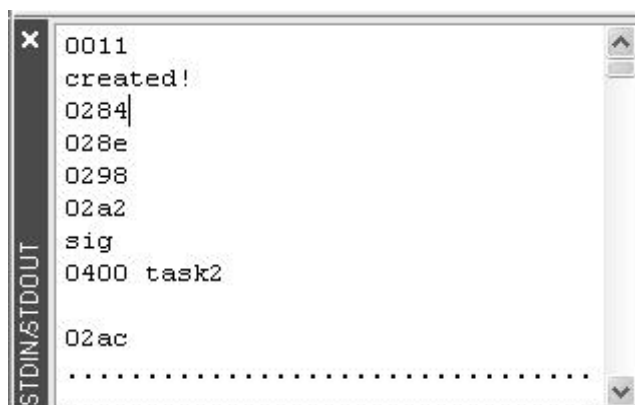 0011
created!
0284
028e
0298
02a2
sig
0400 task2
02ac
.................................
STDIN/STDOUT